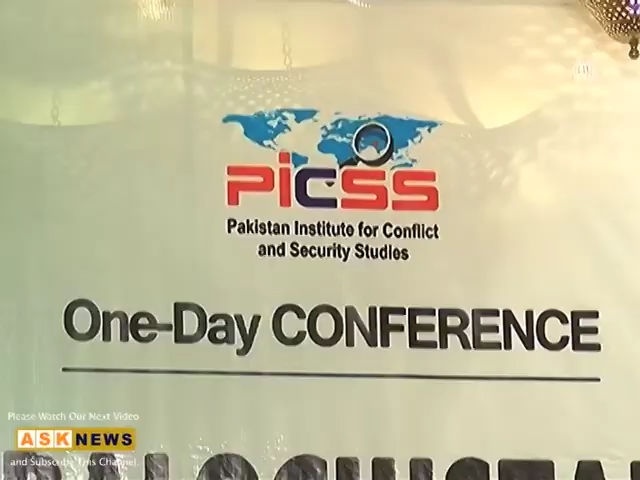 PiCSS
Pakistan Institute for Conflict
and Security Studies
One-Day CONFERENCE
Please Watch Our Next Video
ASK NEWS
and Subscribe This Channel